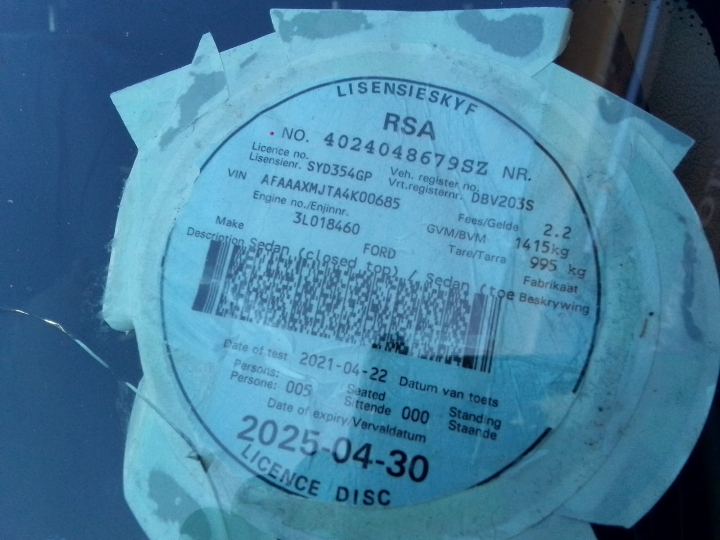 LISENSIESKYF
RSA
NO. 4024048679SZ NR.
Licence no. Veh. register no.
Lisensienr. SYD354GP Vrt.registernr. DBV203S
VIN AFAAAXMJTA4K00685
Fees/Gelde 2.2
Engine no./Enjinnr. GVM/BVM 1415kg
3L018460 Tare/Tarra 995 kg
Make FORD Fabrikaat
Description Sedan (closed top) / Sedan (toe Beskrywing
Date of test 2021-04-22 Datum van toets
Persons: Seated Standing
Persone: 005 Sittende 000 Staande
Date of expiry/Vervaldatum
2025-04-30
LICENCE DISC